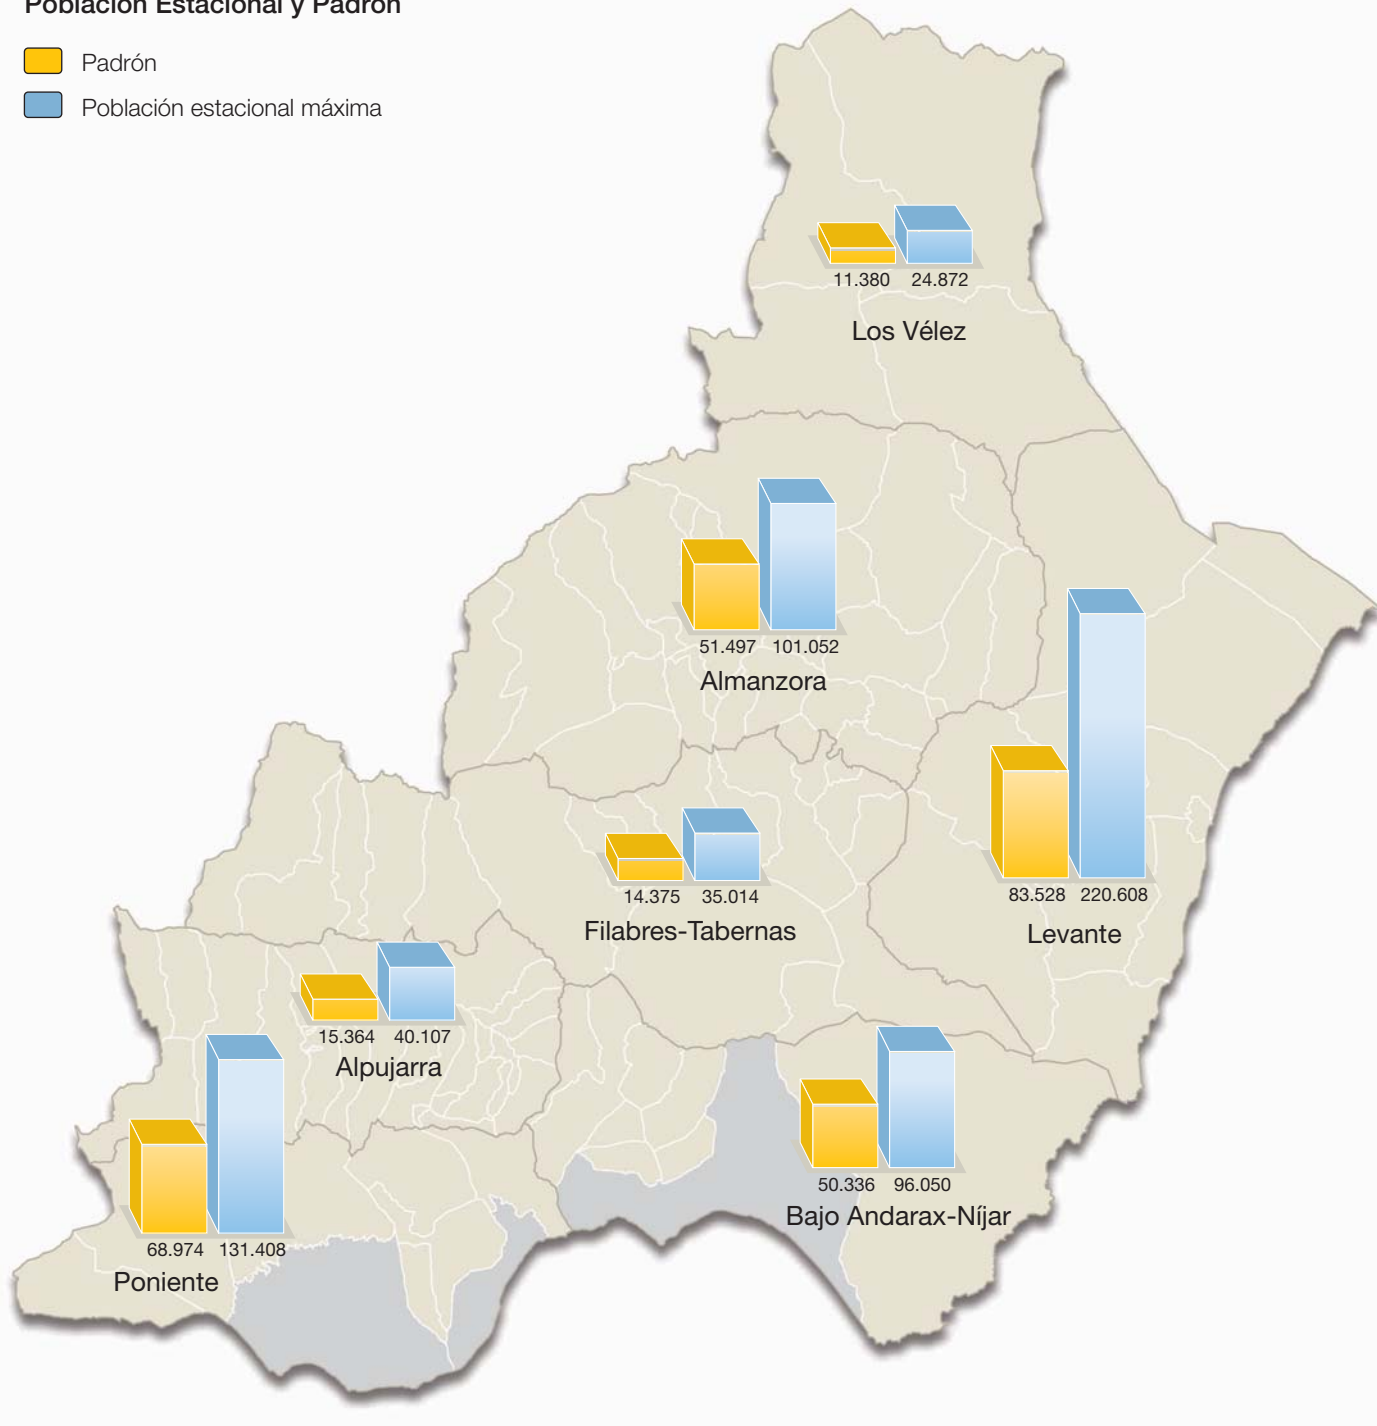 Población Estacional y Padrón
Padrón
Población estacional máxima
11.380 24.872
Los Vélez
51.497 101.052
Almanzora
83.528 220.608
Levante
14.375 35.014
Filabres-Tabernas
15.364 40.107
Alpujarra
50.336 96.050
Bajo Andarax-Níjar
68.974 131.408
Poniente